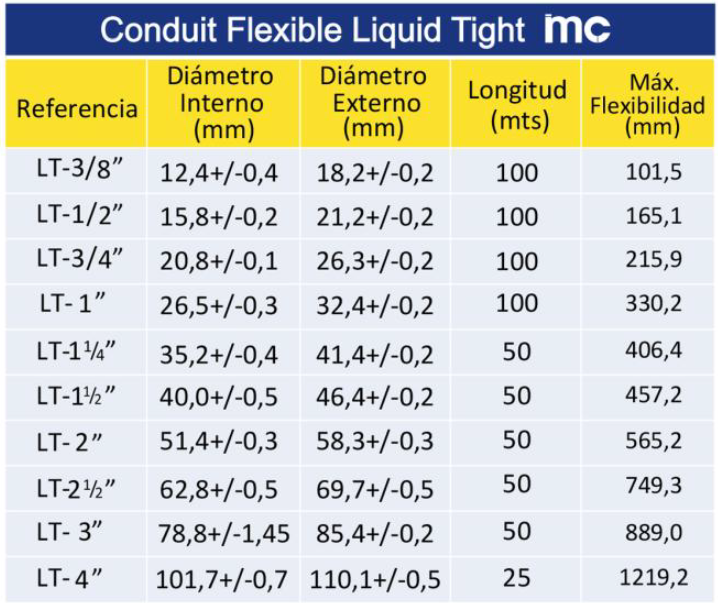 Conduit Flexible Liquid Tight mc
Referencia
Diámetro
Interno
(mm)
Diámetro
Externo
(mm)
Longitud
(mts)
Máx.
Flexibilidad
(mm)
LT-3/8” 12,4+/-0,4 18,2+/-0,2 100 101,5
LT-1/2” 15,8+/-0,2 21,2+/-0,2 100 165,1
LT-3/4” 20,8+/-0,1 26,3+/-0,2 100 215,9
LT- 1” 26,5+/-0,3 32,4+/-0,2 100 330,2
LT-1¼” 35,2+/-0,4 41,4+/-0,2 50 406,4
LT-1½” 40,0+/-0,5 46,4+/-0,2 50 457,2
LT- 2” 51,4+/-0,3 58,3+/-0,3 50 565,2
LT-2½” 62,8+/-0,5 69,7+/-0,5 50 749,3
LT- 3” 78,8+/-1,45 85,4+/-0,2 50 889,0
LT- 4” 101,7+/-0,7 110,1+/-0,5 25 1219,2